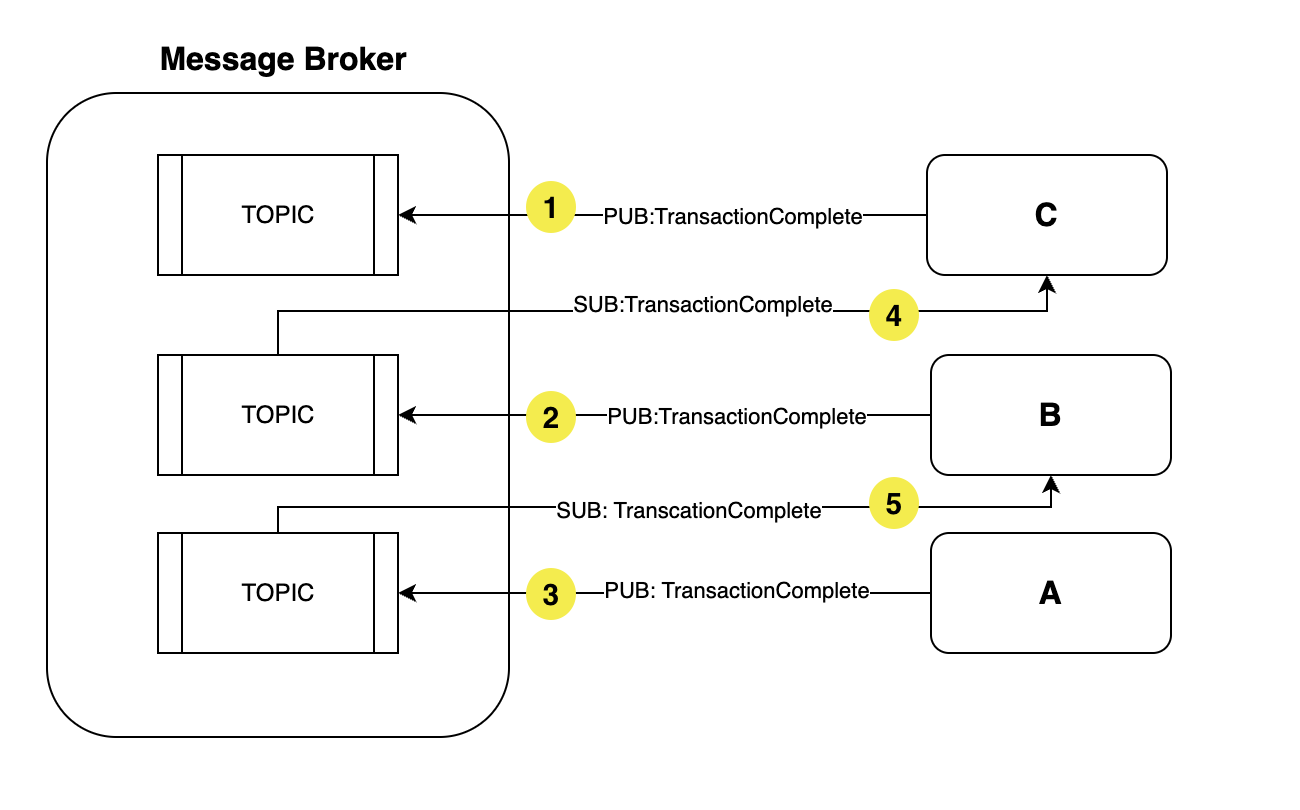 Message Broker
TOPIC
1
PUB:TransactionComplete
C
SUB:TransactionComplete
4
TOPIC
2
PUB:TransactionComplete
B
SUB: TranscationComplete
5
TOPIC
3
PUB: TransactionComplete
A